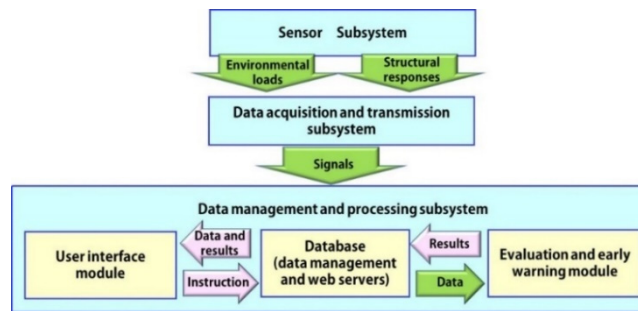 Sensor Subsystem
Environmental
loads
Structural
responses
Data acquisition and transmission
subsystem
Signals
Data management and processing subsystem
User interface
module
Data and
results
Instruction
Database
(data management
and web servers)
Results
Data
Evaluation and early
warning module